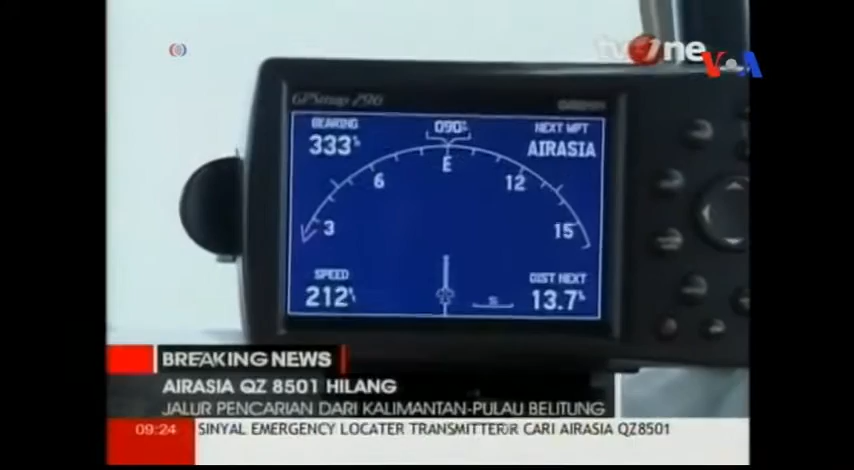 tvOne
VOA
GPSmap 296
GARMIN
BEARING
333
090
E
NEXT WPT
AIRASIA
3
6
12
15
SPEED
212
DIST NEXT
13.7
BREAKING NEWS
AIRASIA QZ 8501 HILANG
JALUR PENCARIAN DARI KALIMANTAN-PULAU BELITUNG
09:24
SINYAL EMERGENCY LOCATER TRANSMITTER CARI AIRASIA QZ8501